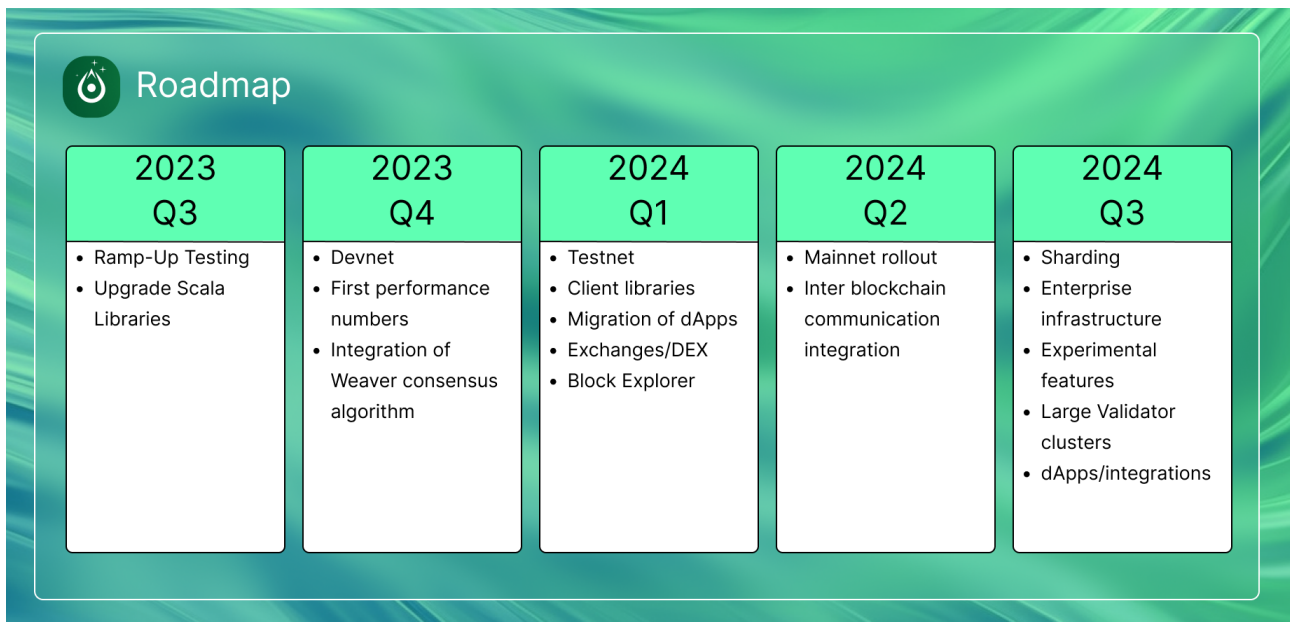 Roadmap
2023
Q3
• Ramp-Up Testing
• Upgrade Scala
Libraries
2023
Q4
• Devnet
• First performance
numbers
• Integration of
Weaver consensus
algorithm
2024
Q1
• Testnet
• Client libraries
• Migration of dApps
• Exchanges/DEX
• Block Explorer
2024
Q2
• Mainnet rollout
• Inter blockchain
communication
integration
2024
Q3
• Sharding
• Enterprise
infrastructure
• Experimental
features
• Large Validator
clusters
• dApps/integrations